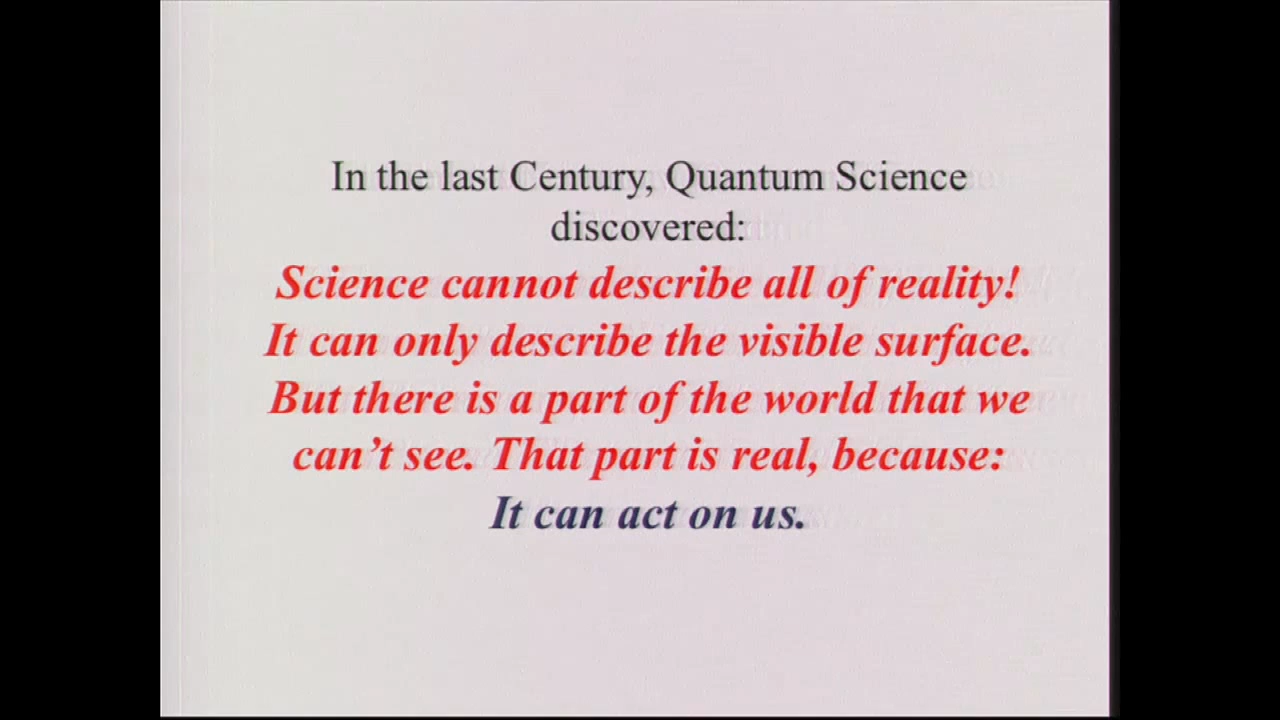 In the last Century, Quantum Science
discovered:
Science cannot describe all of reality!
It can only describe the visible surface.
But there is a part of the world that we
can't see. That part is real, because:
It can act on us.